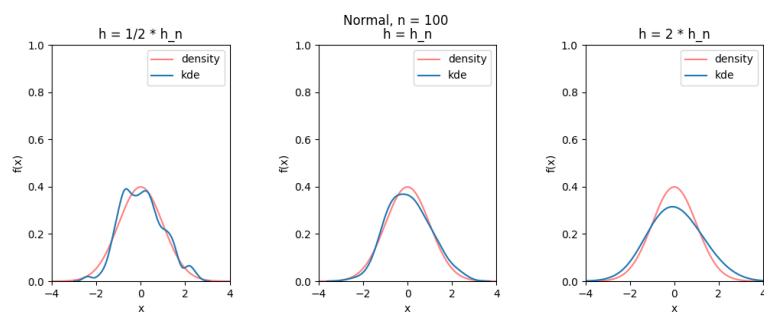 Normal, n = 100
h = 1/2 * h_n
1.0
0.8
0.6
0.4
0.2
0.0
f(x)
−4
−2
0
2
4
x
density
kde
h = h_n
1.0
0.8
0.6
0.4
0.2
0.0
f(x)
−4
−2
0
2
4
x
density
kde
h = 2 * h_n
1.0
0.8
0.6
0.4
0.2
0.0
f(x)
−4
−2
0
2
4
x
density
kde